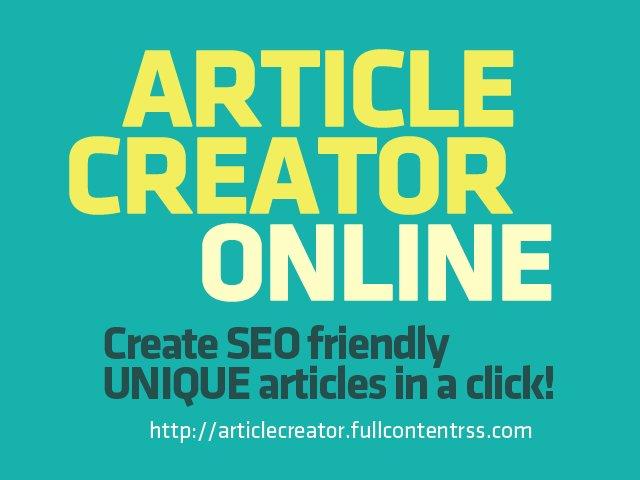 ARTICLE
CREATOR
ONLINE
Create SEO friendly
UNIQUE articles in a click!
http://articlecreator.fullcontentrss.com